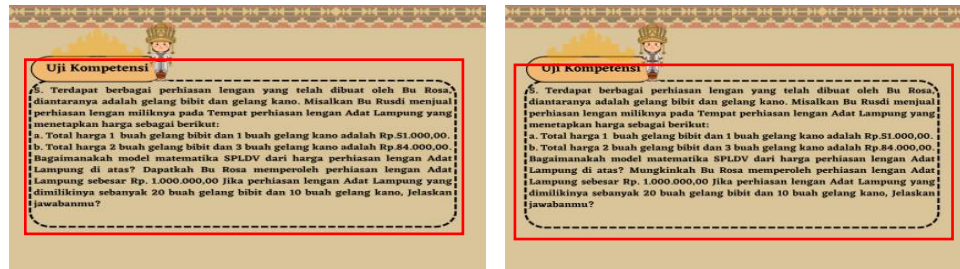 Uji Kompetensi
5. Terdapat berbagai perhiasan lengan yang telah dibuat oleh Bu Rosa,
diantaranya adalah gelang bibit dan gelang kano. Misalkan Bu Rusdi menjual
perhiasan lengan miliknya pada Tempat perhiasan lengan Adat Lampung yang
menetapkan harga sebagai berikut:
a. Total harga 1 buah gelang bibit dan 1 buah gelang kano adalah Rp.51.000,00.
b. Total harga 2 buah gelang bibit dan 3 buah gelang kano adalah Rp.84.000,00.
Bagaimanakah model matematika SPLDV dari harga perhiasan lengan Adat
Lampung di atas? Dapatkah Bu Rosa memperoleh perhiasan lengan Adat
Lampung sebesar Rp. 1.000.000,00 Jika perhiasan lengan Adat Lampung yang
dimilikinya sebanyak 20 buah gelang bibit dan 10 buah gelang kano, Jelaskan
jawabanmu?
Uji Kompetensi
5. Terdapat berbagai perhiasan lengan yang telah dibuat oleh Bu Rosa,
diantaranya adalah gelang bibit dan gelang kano. Misalkan Bu Rusdi menjual
perhiasan lengan miliknya pada Tempat perhiasan lengan Adat Lampung yang
menetapkan harga sebagai berikut:
a. Total harga 1 buah gelang bibit dan 1 buah gelang kano adalah Rp.51.000,00.
b. Total harga 2 buah gelang bibit dan 3 buah gelang kano adalah Rp.84.000,00.
Bagaimanakah model matematika SPLDV dari harga perhiasan lengan Adat
Lampung di atas? Mungkinkah Bu Rosa memperoleh perhiasan lengan Adat
Lampung sebesar Rp. 1.000.000,00 Jika perhiasan lengan Adat Lampung yang
dimilikinya sebanyak 20 buah gelang bibit dan 10 buah gelang kano, Jelaskan
jawabanmu?